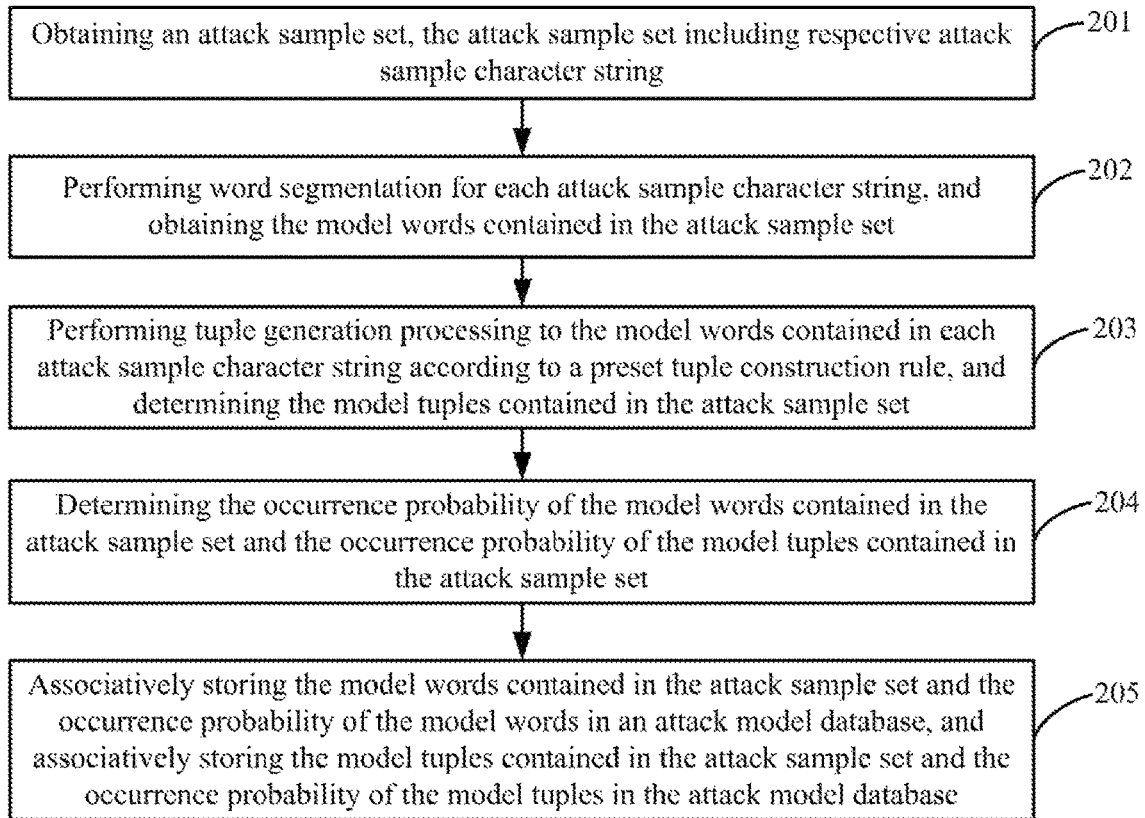 Obtaining an attack sample set, the attack sample set including respective attack
sample character string
201
Performing word segmentation for each attack sample character string, and
obtaining the model words contained in the attack sample set
202
Performing tuple generation processing to the model words contained in each
attack sample character string according to a preset tuple construction rule, and
determining the model tuples contained in the attack sample set
203
Determining the occurrence probability of the model words contained in the
attack sample set and the occurrence probability of the model tuples contained in
the attack sample set
204
Associatively storing the model words contained in the attack sample set and the
occurrence probability of the model words in an attack model database, and
associatively storing the model tuples contained in the attack sample set and the
occurrence probability of the model tuples in the attack model database
205